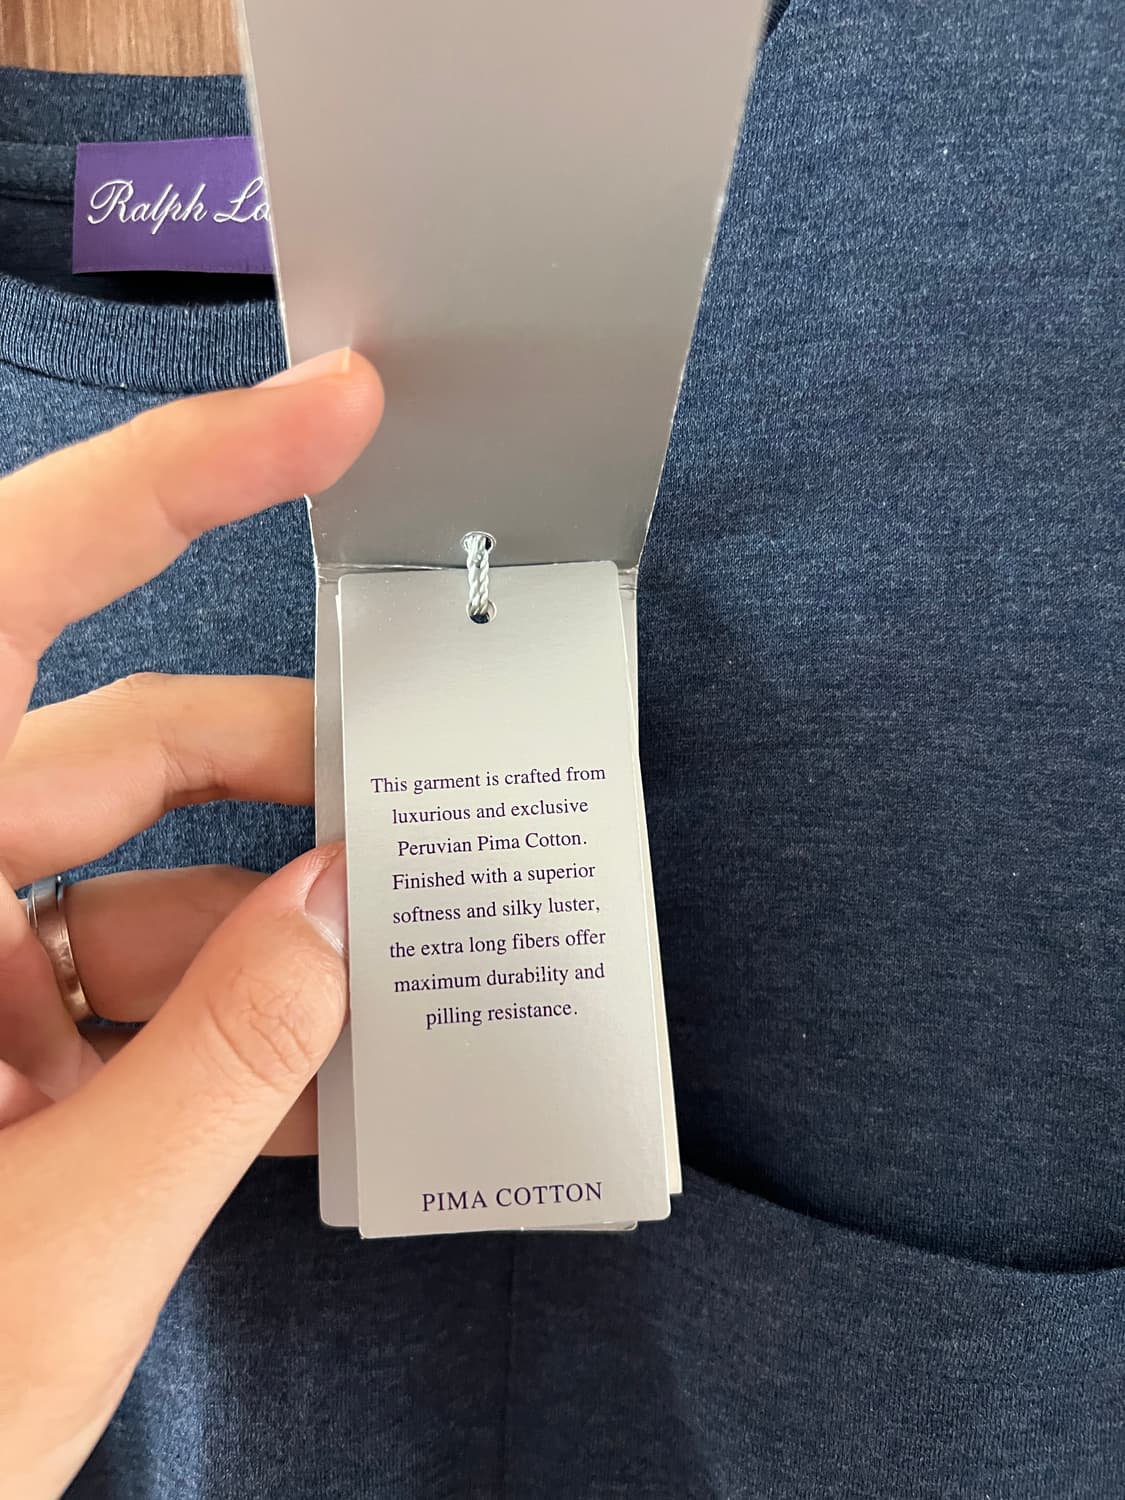 Ralph
This garment is crafted from
luxurious and exclusive
Peruvian Pima Cotton.
Finished with a superior
softness and silky luster,
the extra long fibers offer
maximum durability and
pilling resistance.
PIMA COTTON